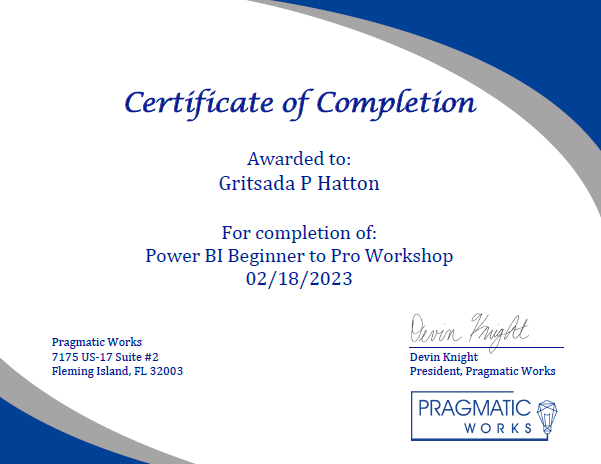 Certificate of Completion
Awarded to:
Gritsada P Hatton
For completion of:
Power BI Beginner to Pro Workshop
02/18/2023
Pragmatic Works
7175 US-17 Suite #2
Fleming Island, FL 32003
Devin Knight
Devin Knight
President, Pragmatic Works
PRAGMATIC
WORKS